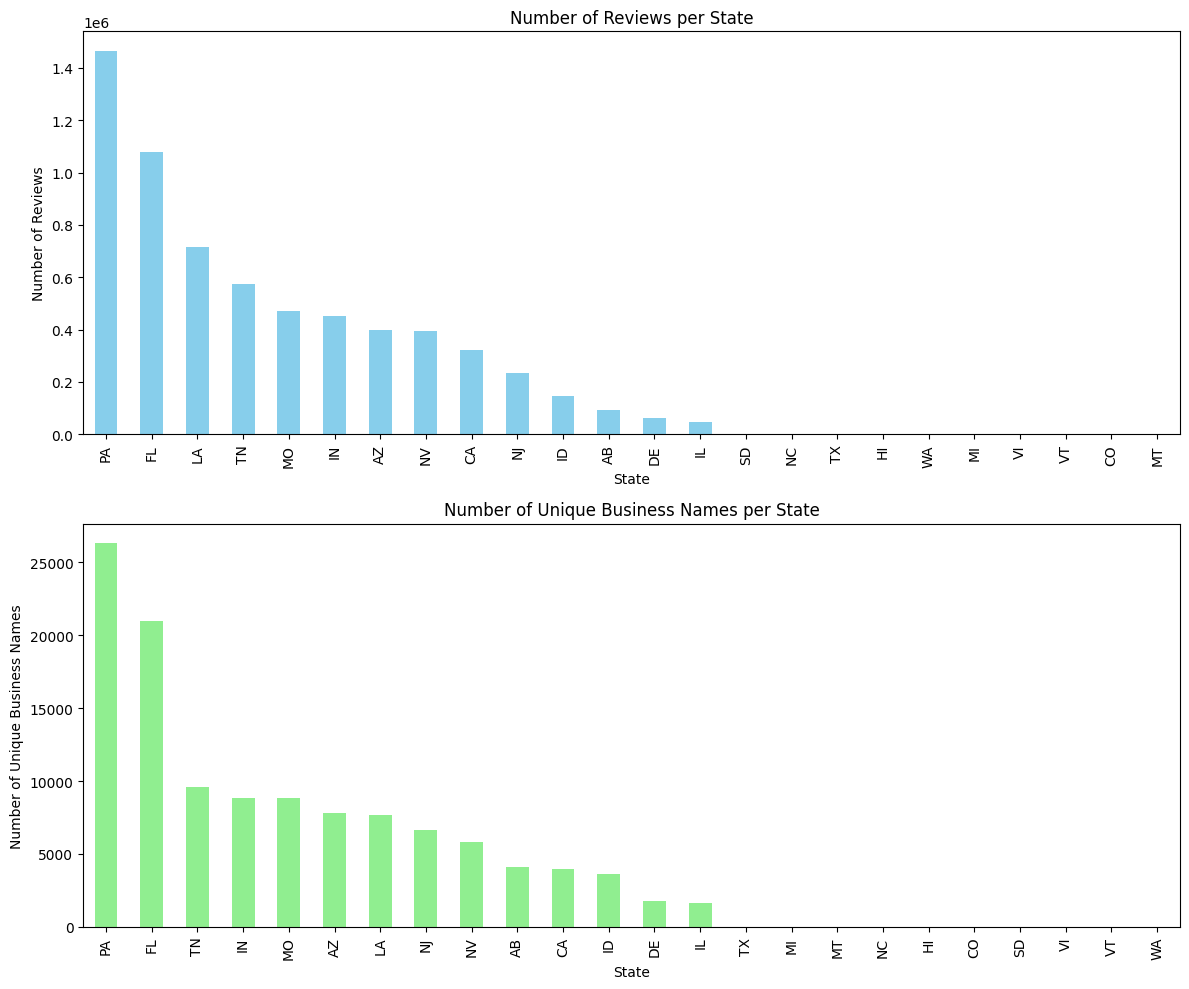 Number of Reviews per State
1e6
1.4
1.2
1.0
0.8
0.6
0.4
0.2
0.0
Number of Reviews
PA FL LA TN MO IN AZ NV CA NJ ID AB DE IL SD NC TX HI WA MI VI VT CO MT
State
Number of Unique Business Names per State
25000
20000
15000
10000
5000
0
Number of Unique Business Names
PA FL TN IN MO AZ LA NJ NV AB CA ID DE IL TX MI MT NC HI CO SD VI VT WA
State